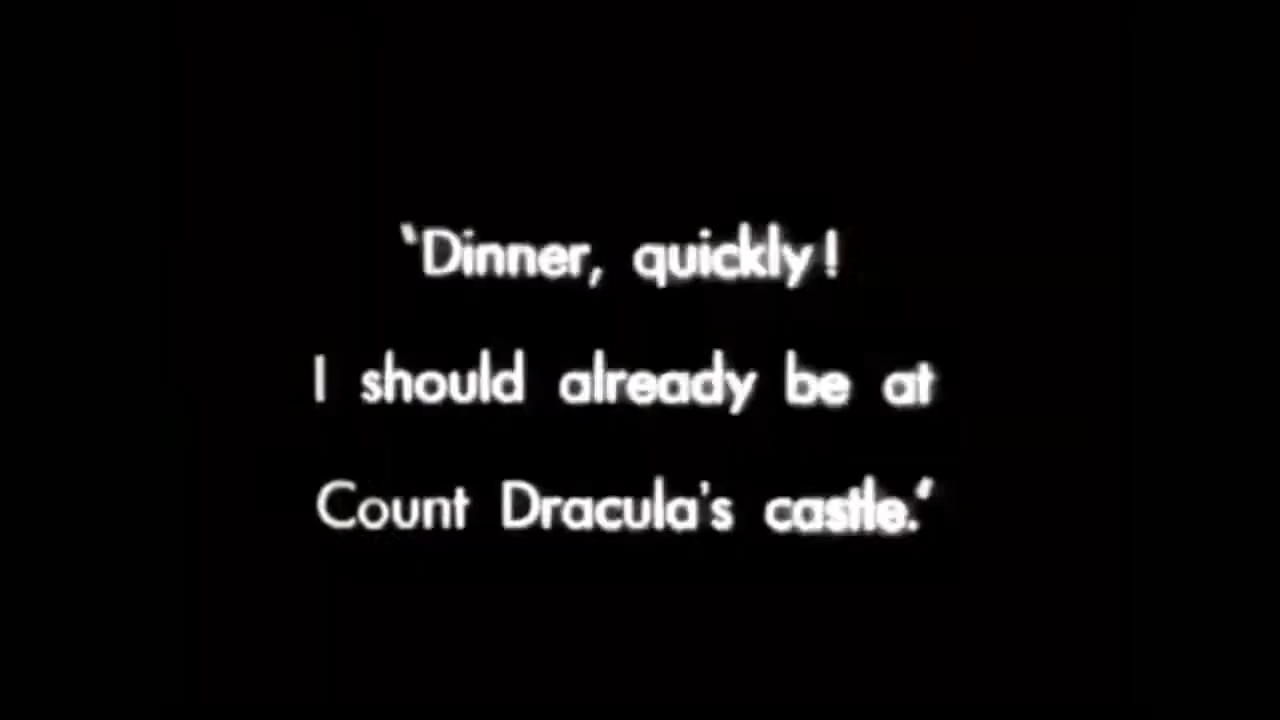 ‛Dinner, quickly!
I should already be at
Count Dracula's castle.’